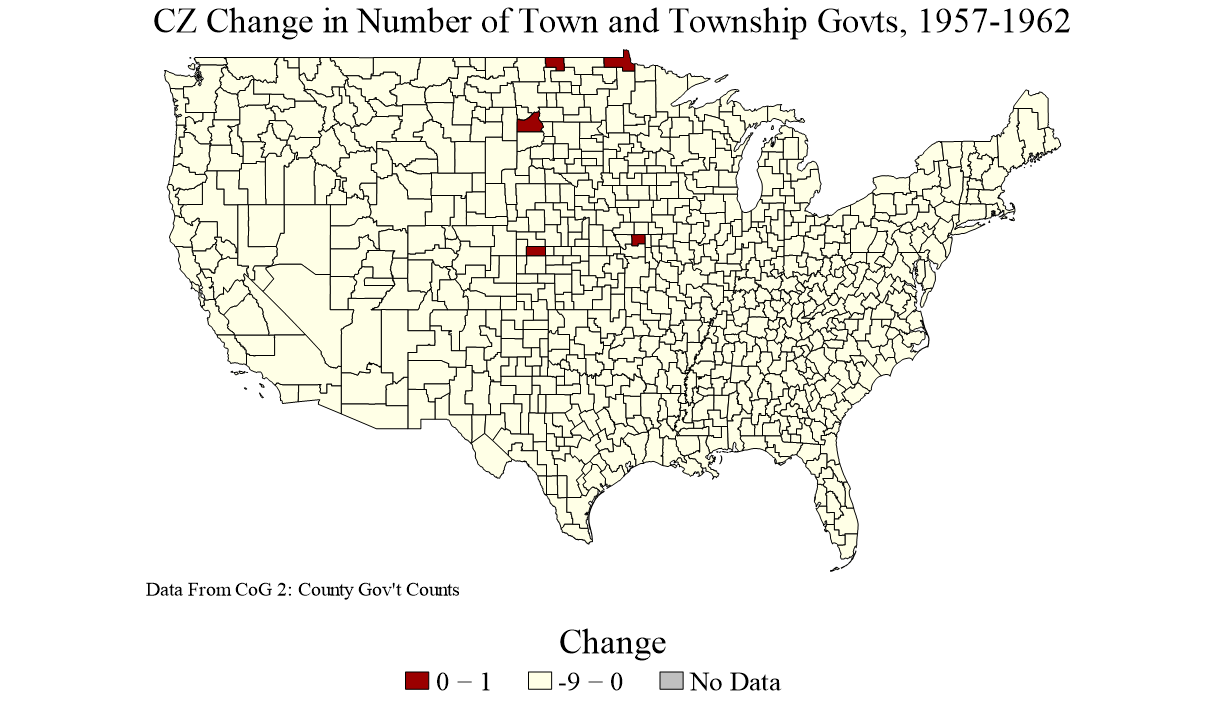 CZ Change in Number of Town and Township Govts, 1957-1962
Data From CoG 2: County Gov't Counts
Change
0 − 1
-9 − 0
No Data